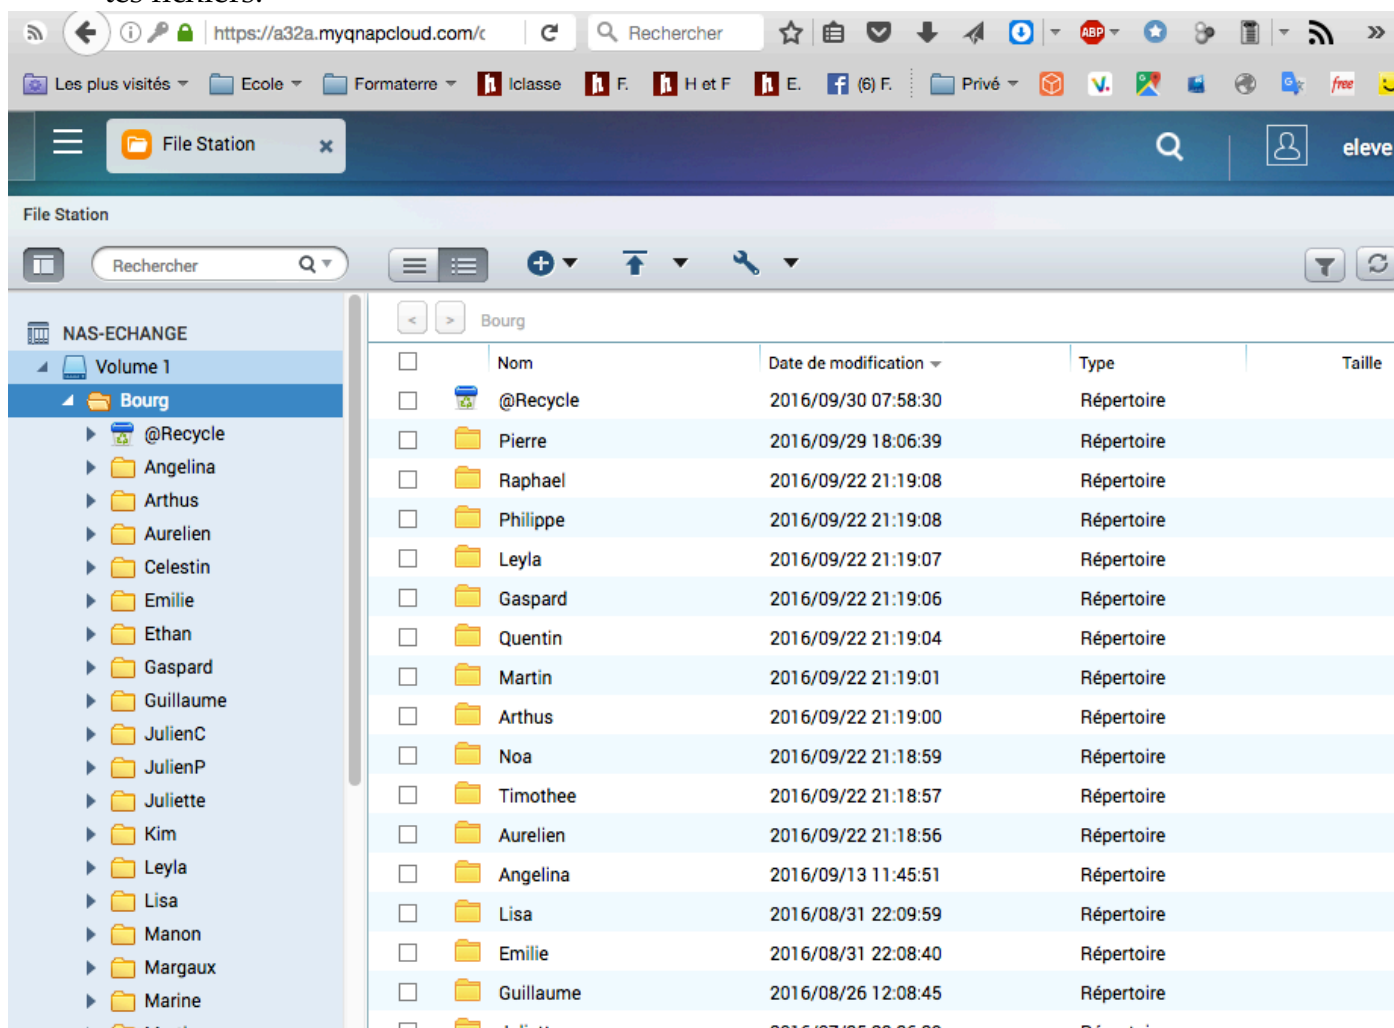 tes fichiers.
https://a32a.myqnapcloud.com/c
Rechercher
ABP
Les plus visités
Ecole
Formaterre
Iclasse
F.
H et F
E.
(6) F.
Privé
V.
free
File Station
eleve
File Station
Rechercher
NAS-ECHANGE
Volume 1
Bourg
@Recycle
Angelina
Arthus
Aurelien
Celestin
Emilie
Ethan
Gaspard
Guillaume
JulienC
JulienP
Juliette
Kim
Leyla
Lisa
Manon
Margaux
Marine
< > Bourg
Nom Date de modification Type Taille
@Recycle 2016/09/30 07:58:30 Répertoire
Pierre 2016/09/29 18:06:39 Répertoire
Raphael 2016/09/22 21:19:08 Répertoire
Philippe 2016/09/22 21:19:08 Répertoire
Leyla 2016/09/22 21:19:07 Répertoire
Gaspard 2016/09/22 21:19:06 Répertoire
Quentin 2016/09/22 21:19:04 Répertoire
Martin 2016/09/22 21:19:01 Répertoire
Arthus 2016/09/22 21:19:00 Répertoire
Noa 2016/09/22 21:18:59 Répertoire
Timothee 2016/09/22 21:18:57 Répertoire
Aurelien 2016/09/22 21:18:56 Répertoire
Angelina 2016/09/13 11:45:51 Répertoire
Lisa 2016/08/31 22:09:59 Répertoire
Emilie 2016/08/31 22:08:40 Répertoire
Guillaume 2016/08/26 12:08:45 Répertoire